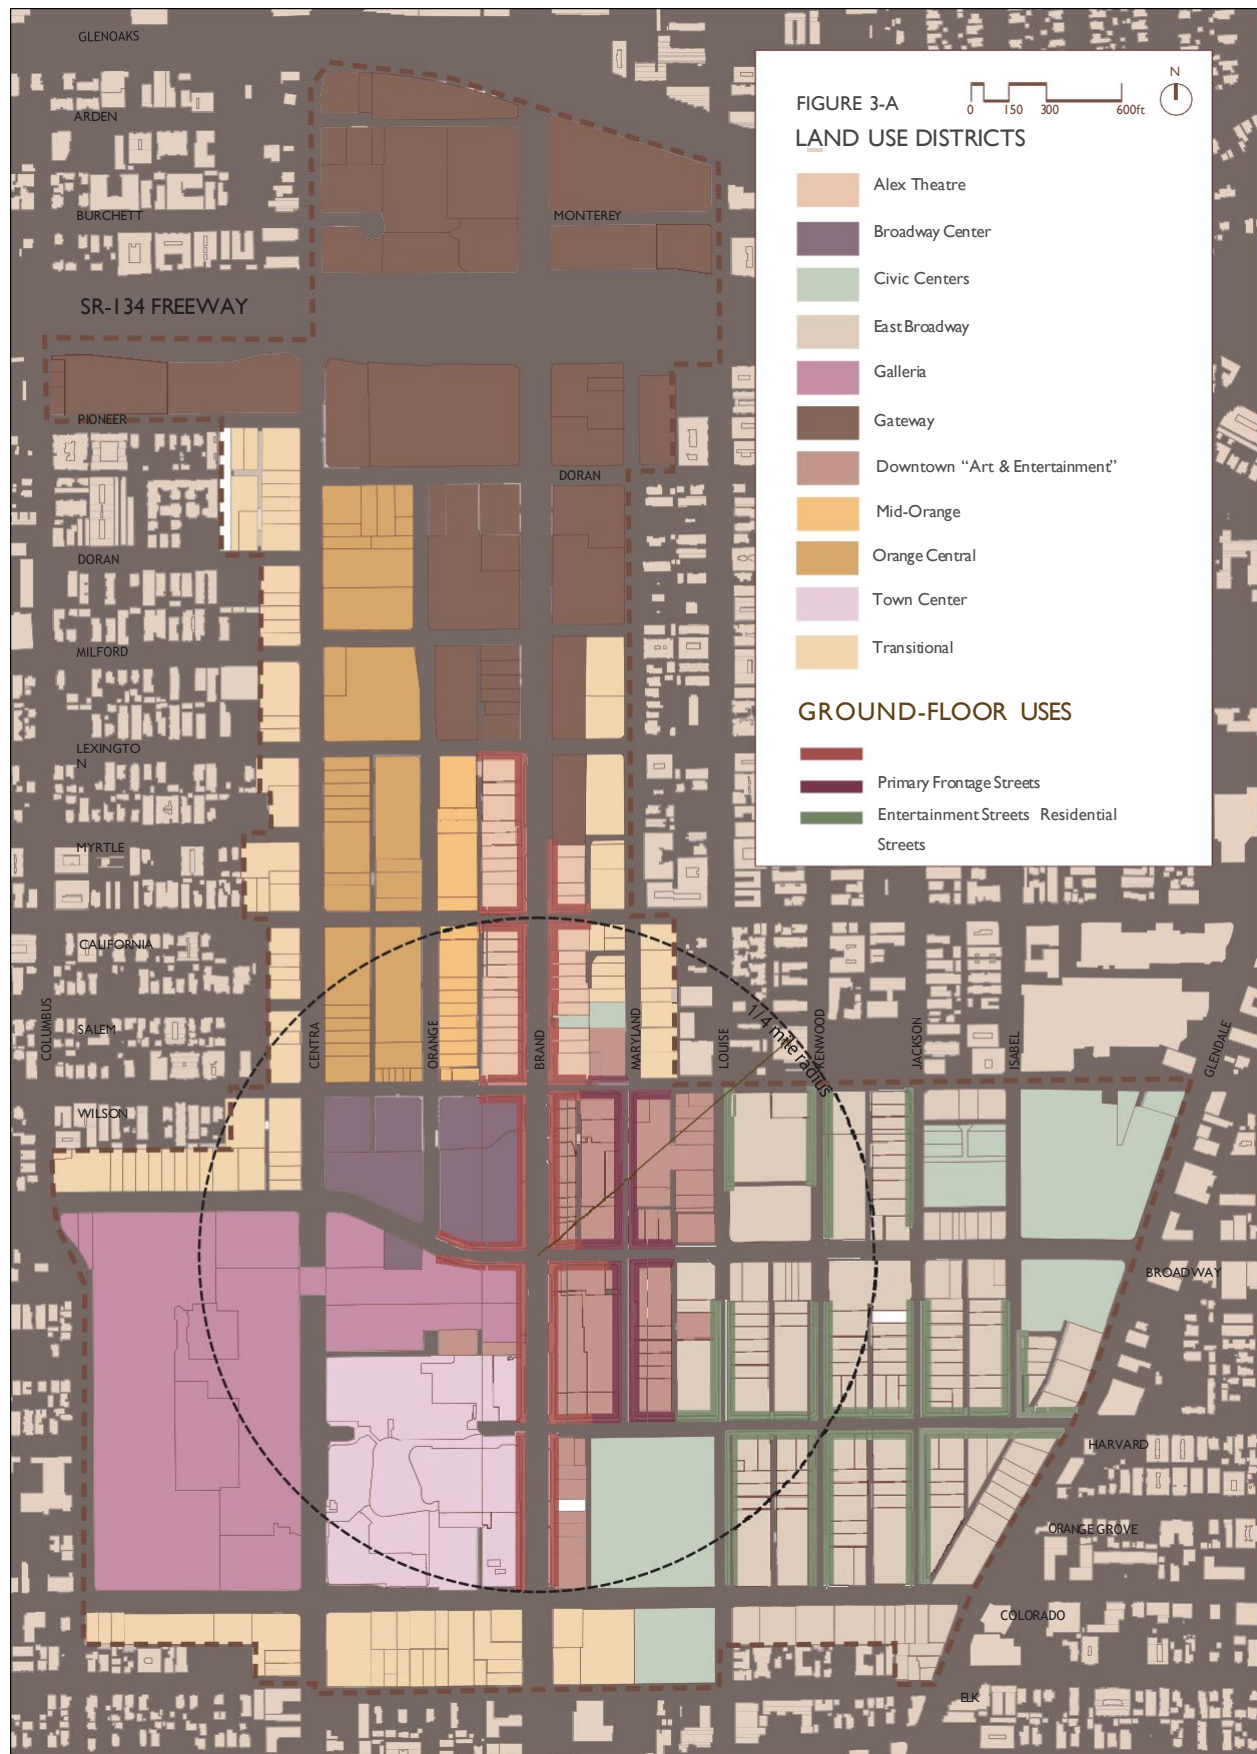 GLENOAKS
ARDEN
BURCHETT
MONTEREY
SR-134 FREEWAY
PIONEER
DORAN
DORAN
MILFORD
LEXINGTO
N
MYRTLE
CALIFORNIA
COLUMBUS
SALEM
CENTRA
ORANGE
BRAND
MARYLAND
LOUISE
1/4 mile radius
KENWOOD
JACKSON
ISABEL
GLENDALE
WILSON
BROADWAY
HARVARD
ORANGE GROVE
COLORADO
ELK
N
0 150 300 600ft
FIGURE 3-A
LAND USE DISTRICTS
Alex Theatre
Broadway Center
Civic Centers
East Broadway
Galleria
Gateway
Downtown “Art & Entertainment”
Mid-Orange
Orange Central
Town Center
Transitional
GROUND-FLOOR USES
Primary Frontage Streets
Entertainment Streets Residential
Streets